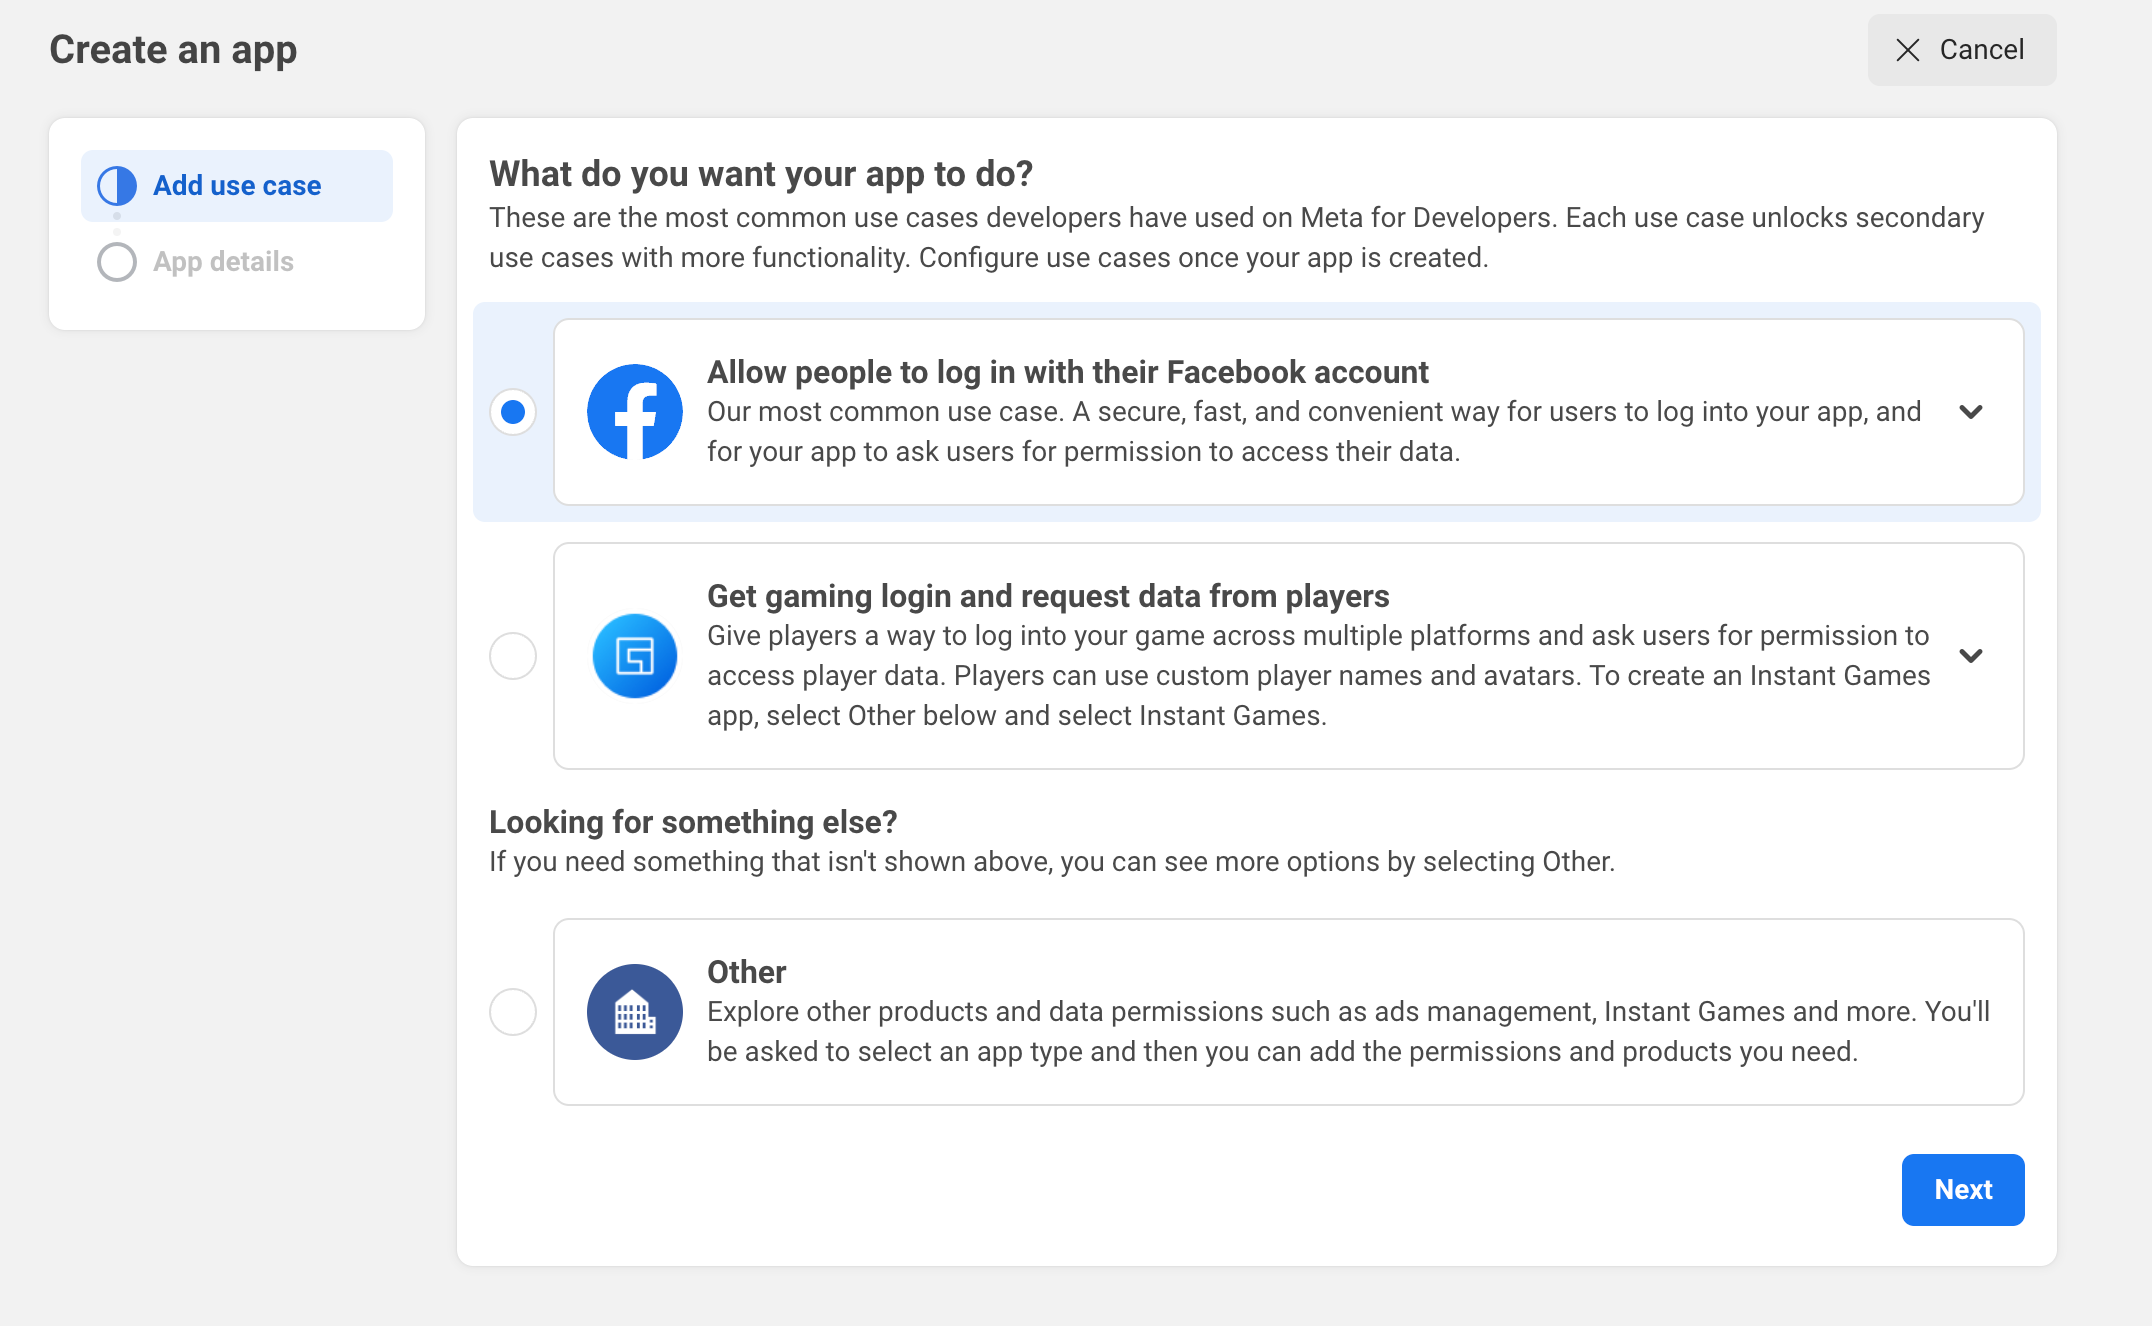 Create an app
Cancel
Add use case
App details
What do you want your app to do?
These are the most common use cases developers have used on Meta for Developers. Each use case unlocks secondary
use cases with more functionality. Configure use cases once your app is created.
Allow people to log in with their Facebook account
Our most common use case. A secure, fast, and convenient way for users to log into your app, and
for your app to ask users for permission to access their data.
Get gaming login and request data from players
Give players a way to log into your game across multiple platforms and ask users for permission to
access player data. Players can use custom player names and avatars. To create an Instant Games
app, select Other below and select Instant Games.
Looking for something else?
If you need something that isn't shown above, you can see more options by selecting Other.
Other
Explore other products and data permissions such as ads management, Instant Games and more. You'll
be asked to select an app type and then you can add the permissions and products you need.
Next